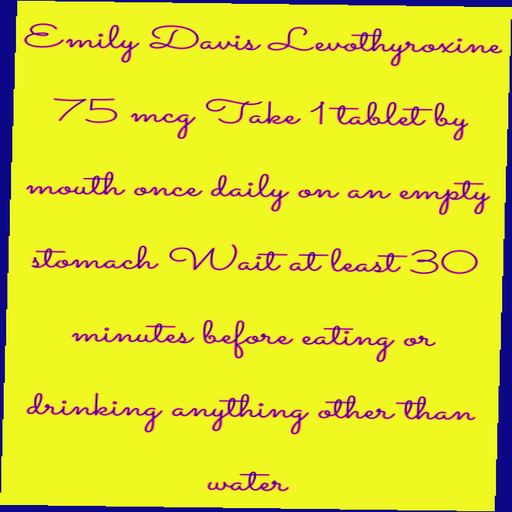 Emily Davis Levothyroxine
75 mcg Take 1 tablet by
mouth once daily on an empty
stomach Wait at least 30
minutes before eating or
drinking anything other than
water